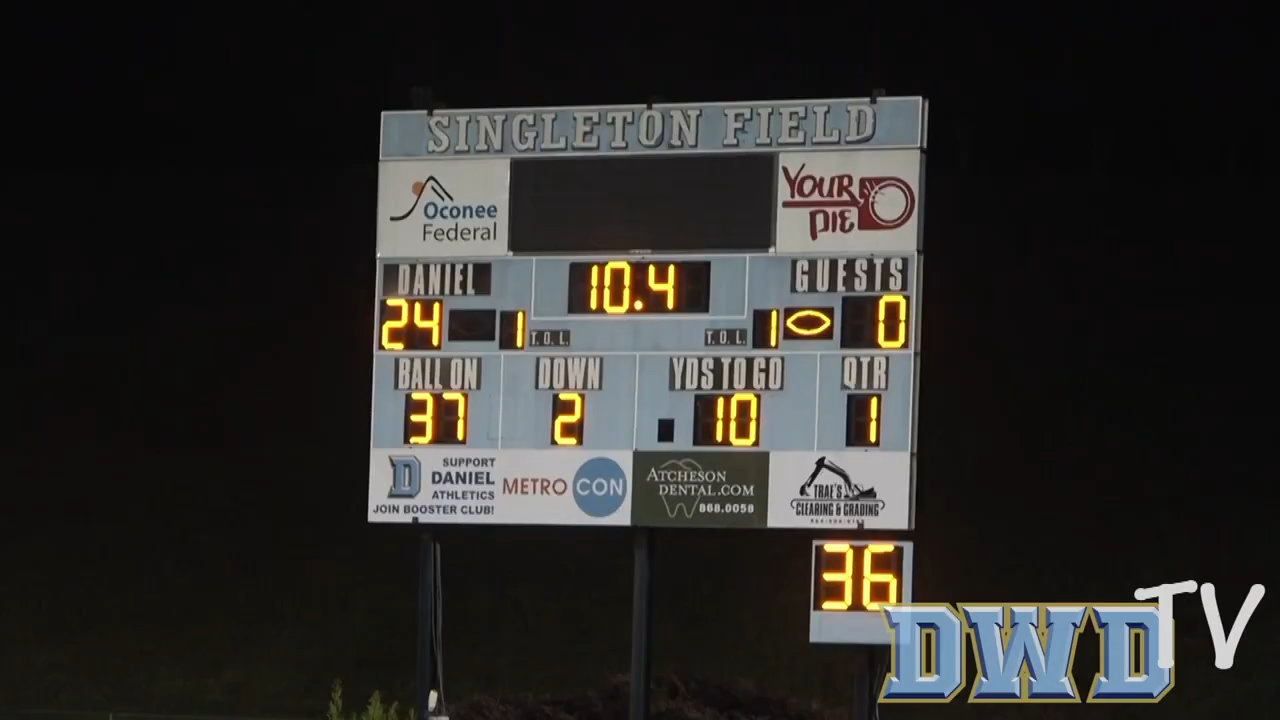 SINGLETON FIELD
Oconee
Federal
YOUR
PIE
DANIEL
10.4
GUESTS
24 1 T.O.L.
T.O.L. 1 0
BALL ON DOWN YDS TO GO QTR
37 2 10 1
D SUPPORT
DANIEL
ATHLETICS
JOIN BOOSTER CLUB!
METRO CON
ATCHESON
DENTAL.COM
868.0058
TRAE'S
CLEARING & GRADING
36
DWD TV